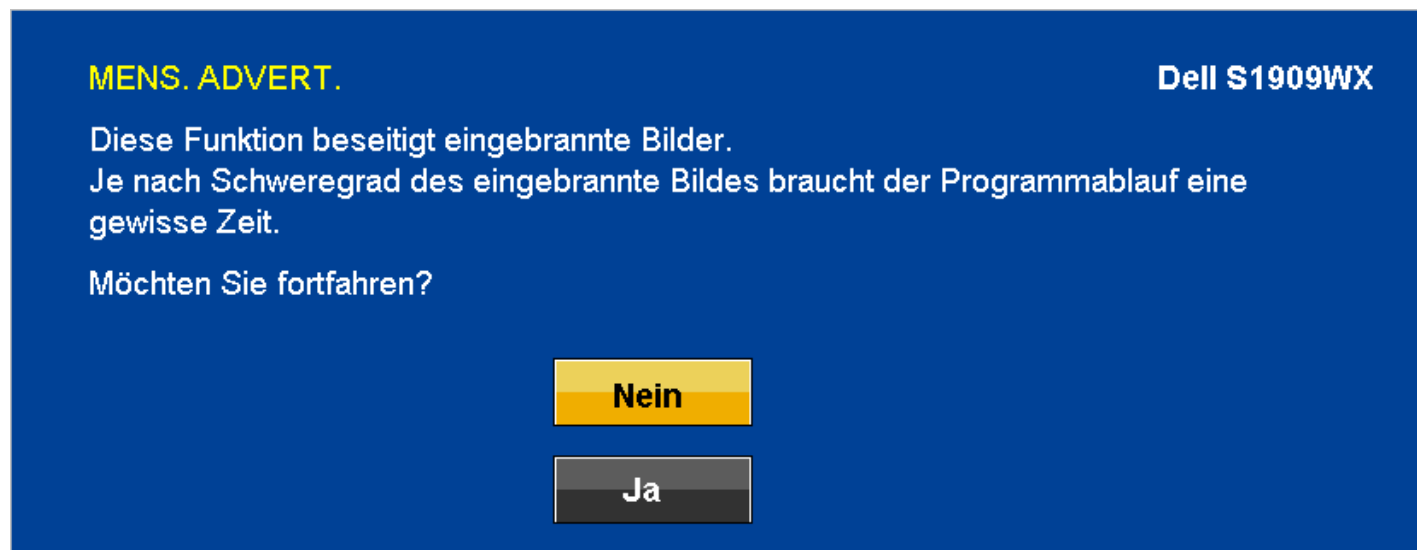 MENS. ADVERT.
Dell S1909WX
Diese Funktion beseitigt eingebrannte Bilder.
Je nach Schweregrad des eingebrannte Bildes braucht der Programmablauf eine
gewisse Zeit.
Möchten Sie fortfahren?
Nein
Ja